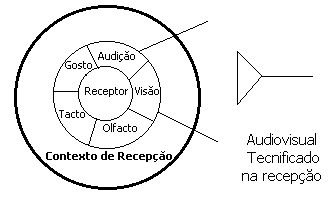 Audição
Gosto
Receptor
Visão
Tacto
Olfacto
Contexto de Recepção
Audiovisual
Tecnificado
na recepção